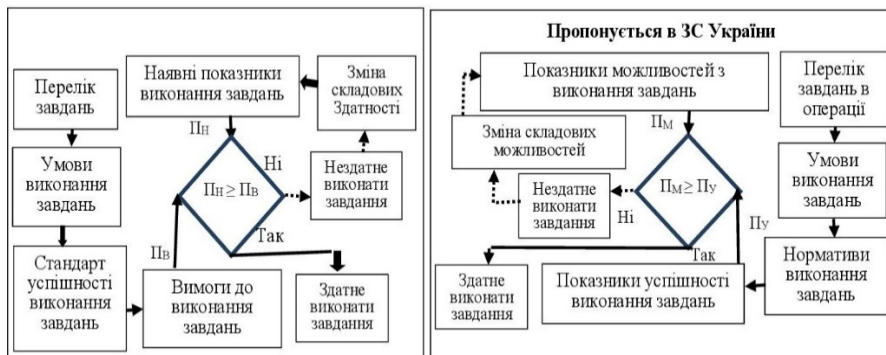 Перелік
завдань
Умови
виконання
завдань
Стандарт
успішності
виконання
завдань
Наявні показники
виконання завдань
Пн
Пн ≥ Пв
Ні
Так
Пв
Вимоги до
виконання
завдань
Зміна
складових
Здатності
Нездатне
виконати
завдання
Здатне
виконати
завдання
Пропонується в ЗС України
Показники можливостей з
виконання завдань
Пм
Зміна складових
можливостей
Нездатне
виконати
завдання
Ні
Пм ≥ Пу
Пу
Так
Здатне
виконати
завдання
Показники успішності
виконання завдань
Перелік
завдань в
операції
Умови
виконання
завдань
Нормативи
виконання
завдань